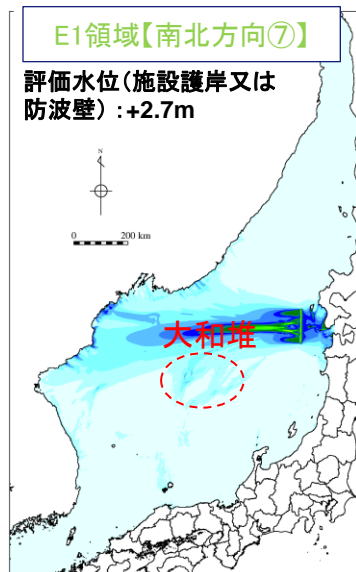 E1領域【南北方向⑦】
評価水位（施設護岸又は
防波壁）：+2.7m
N
0 200 km
大和堆